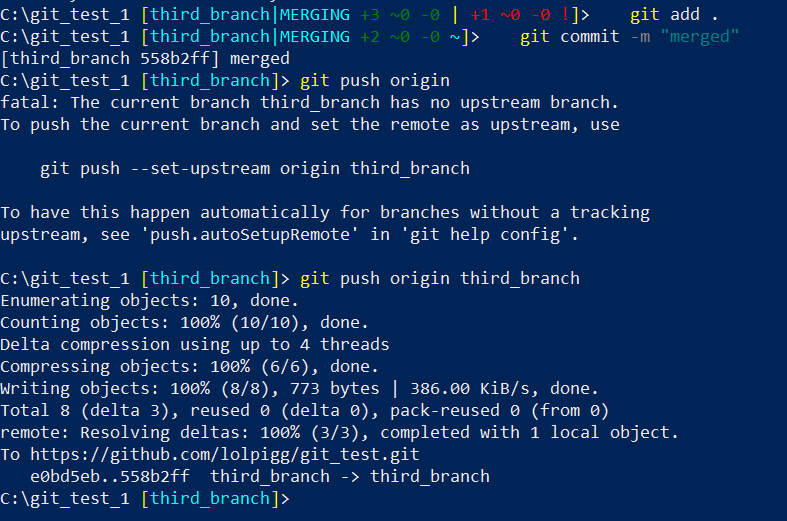 C:\git_test_1 [third_branch|MERGING +3 ~0 -0 | +1 ~0 -0 !]>    git add .
C:\git_test_1 [third_branch|MERGING +2 ~0 -0 ~]>    git commit -m "merged"
[third_branch 558b2ff] merged
C:\git_test_1 [third_branch]> git push origin
fatal: The current branch third_branch has no upstream branch.
To push the current branch and set the remote as upstream, use
    git push --set-upstream origin third_branch
To have this happen automatically for branches without a tracking
upstream, see 'push.autoSetupRemote' in 'git help config'.
C:\git_test_1 [third_branch]> git push origin third_branch
Enumerating objects: 10, done.
Counting objects: 100% (10/10), done.
Delta compression using up to 4 threads
Compressing objects: 100% (6/6), done.
Writing objects: 100% (8/8), 773 bytes | 386.00 KiB/s, done.
Total 8 (delta 3), reused 0 (delta 0), pack-reused 0 (from 0)
remote: Resolving deltas: 100% (3/3), completed with 1 local object.
To https://github.com/lolpigg/git_test.git
   e0bd5eb..558b2ff  third_branch -> third_branch
C:\git_test_1 [third_branch]>